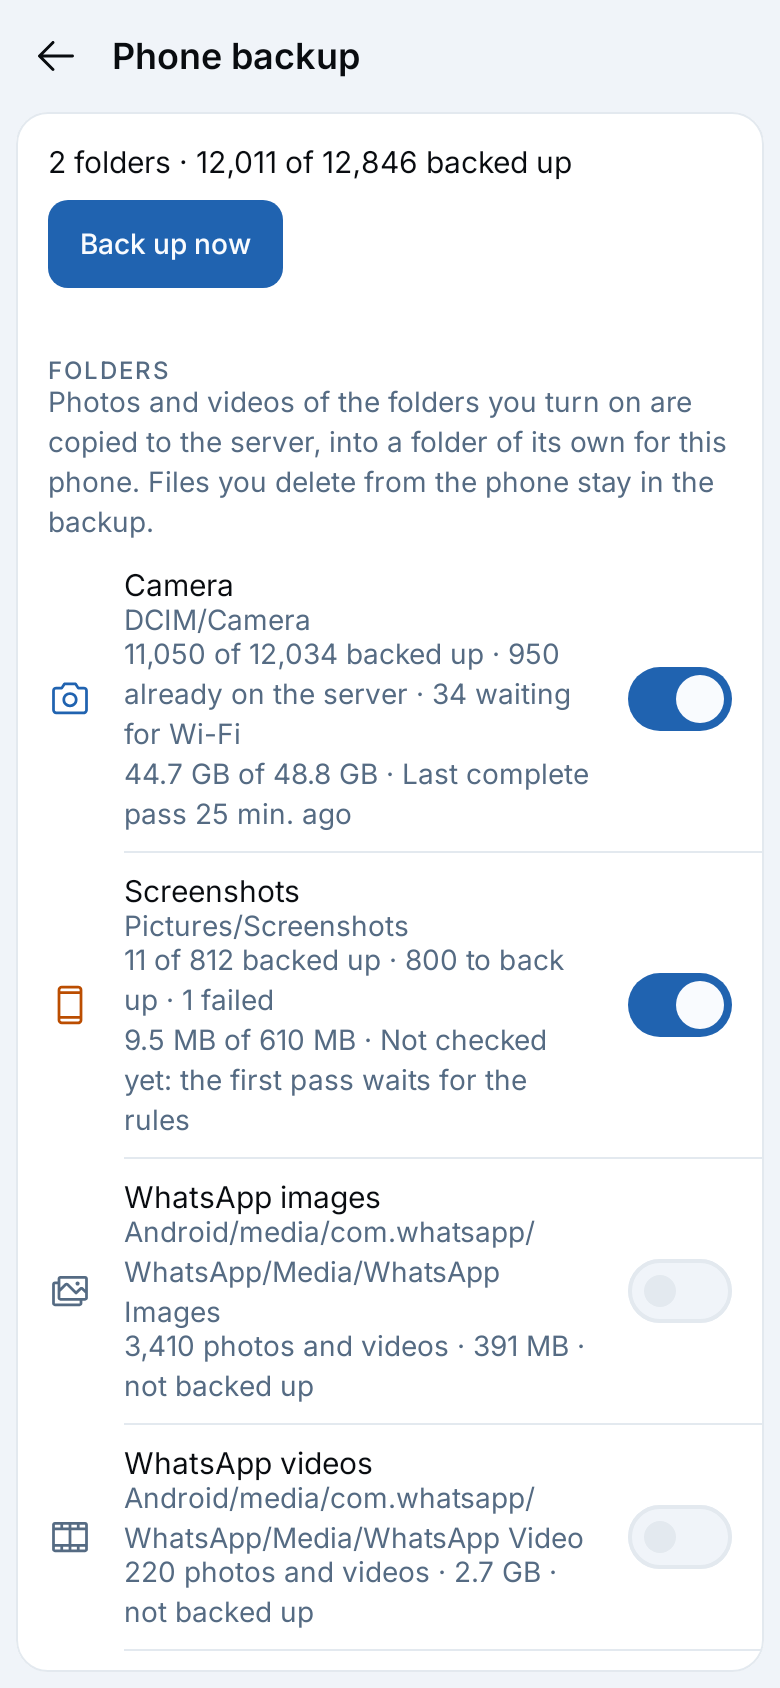 Phone backup
2 folders · 12,011 of 12,846 backed up
Back up now
FOLDERS
Photos and videos of the folders you turn on are
copied to the server, into a folder of its own for this
phone. Files you delete from the phone stay in the
backup.
Camera
DCIM/Camera
11,050 of 12,034 backed up · 950
already on the server · 34 waiting
for Wi-Fi
44.7 GB of 48.8 GB · Last complete
pass 25 min. ago
Screenshots
Pictures/Screenshots
11 of 812 backed up · 800 to back
up · 1 failed
9.5 MB of 610 MB · Not checked
yet: the first pass waits for the
rules
WhatsApp images
Android/media/com.whatsapp/
WhatsApp/Media/WhatsApp
Images
3,410 photos and videos · 391 MB ·
not backed up
WhatsApp videos
Android/media/com.whatsapp/
WhatsApp/Media/WhatsApp Video
220 photos and videos · 2.7 GB ·
not backed up